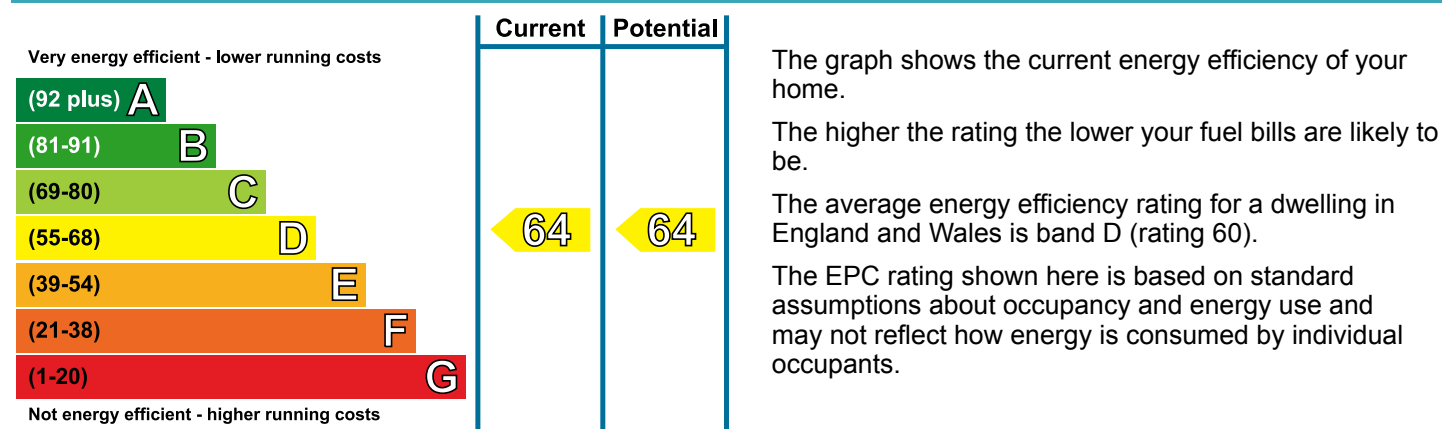 Current Potential
Very energy efficient - lower running costs
(92 plus) A
(81-91) B
(69-80) C
(55-68) D
64 64
(39-54) E
(21-38) F
(1-20) G
Not energy efficient - higher running costs
The graph shows the current energy efficiency of your
home.
The higher the rating the lower your fuel bills are likely to
be.
The average energy efficiency rating for a dwelling in
England and Wales is band D (rating 60).
The EPC rating shown here is based on standard
assumptions about occupancy and energy use and
may not reflect how energy is consumed by individual
occupants.